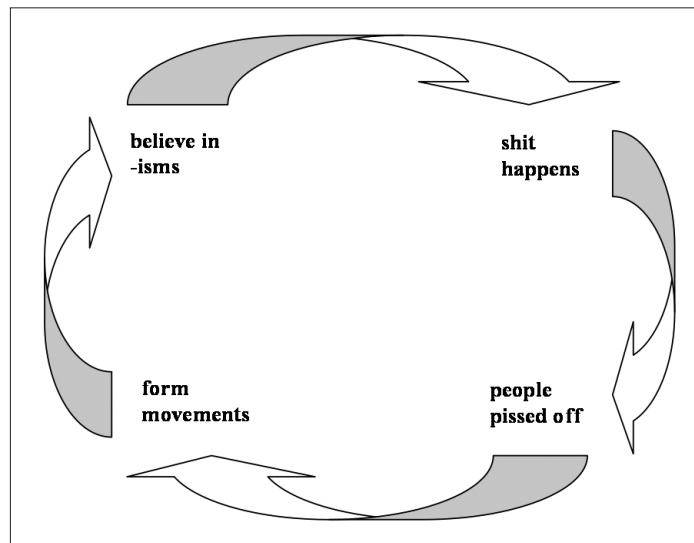 believe in
-isms
shit
happens
people
pissed off
form
movements